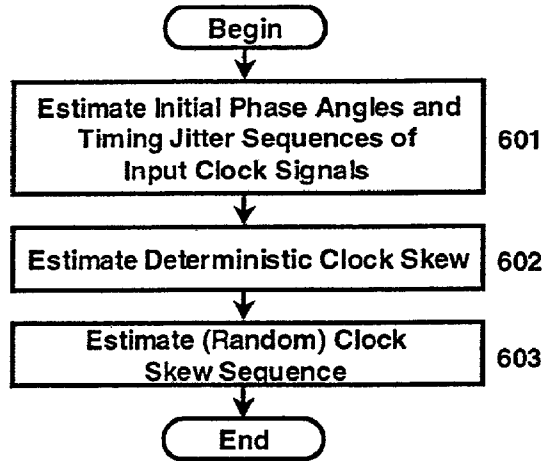 Begin
Estimate Initial Phase Angles and
Timing Jitter Sequences of
Input Clock Signals
601
Estimate Deterministic Clock Skew
602
Estimate (Random) Clock
Skew Sequence
603
End